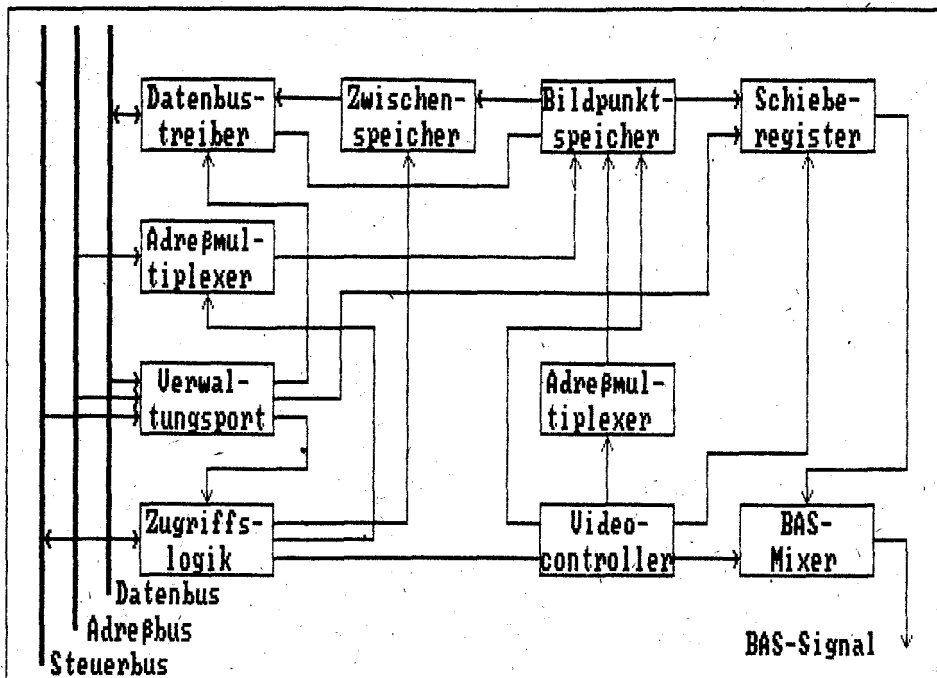 Datenbus-
treiber
Zwischen-
speicher
Bildpunkt-
speicher
Schiebe-
register
Adreßmul-
tiplexer
Verwal-
tungsport
Adreßmul-
tiplexer
Zugriffs-
logik
Video-
controller
BAS-
Mixer
Datenbus
Adreßbus
Steuerbus
BAS-Signal